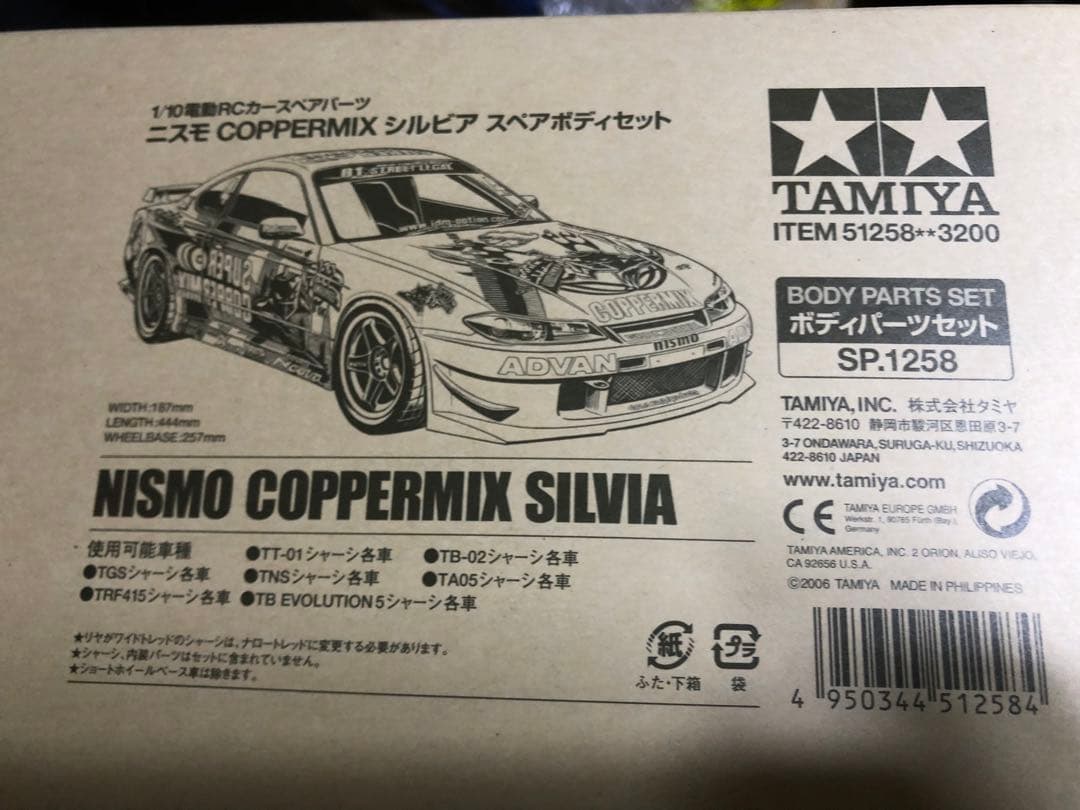 1/10電動RCカースペアパーツ
ニスモ COPPERMIX シルビア スペアボディセット
81. STREET LEGAL
COPPERMIX
NISMO
ADVAN
SUPER
COPPERMIX
WIDTH:187mm
LENGTH:444mm
WHEELBASE:257mm
NISMO COPPERMIX SILVIA
使用可能車種
●TT-01シャーシ各車
●TB-02シャーシ各車
●TGSシャーシ各車
●TNSシャーシ各車
●TA05シャーシ各車
●TRF415シャーシ各車
●TB EVOLUTION 5シャーシ各車
★リヤがワイドトレッドのシャーシは、ナロートレッドに変更する必要があります。
★シャーシ、内装パーツはセットに含まれていません。
★ショートホイールベース車は除きます。
紙
ふた・下箱
プラ
袋
TAMIYA
ITEM 51258**3200
BODY PARTS SET
ボディパーツセット
SP.1258
TAMIYA, INC. 株式会社タミヤ
〒422-8610 静岡市駿河区恩田原3-7
3-7 ONDAWARA, SURUGA-KU, SHIZUOKA
422-8610 JAPAN
www.tamiya.com
CE
TAMIYA EUROPE GMBH
Werkstr. 1, 90765 Fürth (Bay.),
Germany
TAMIYA AMERICA, INC. 2 ORION, ALISO VIEJO,
CA 92656 U.S.A.
©2006 TAMIYA MADE IN PHILIPPINES
4 950344 512584